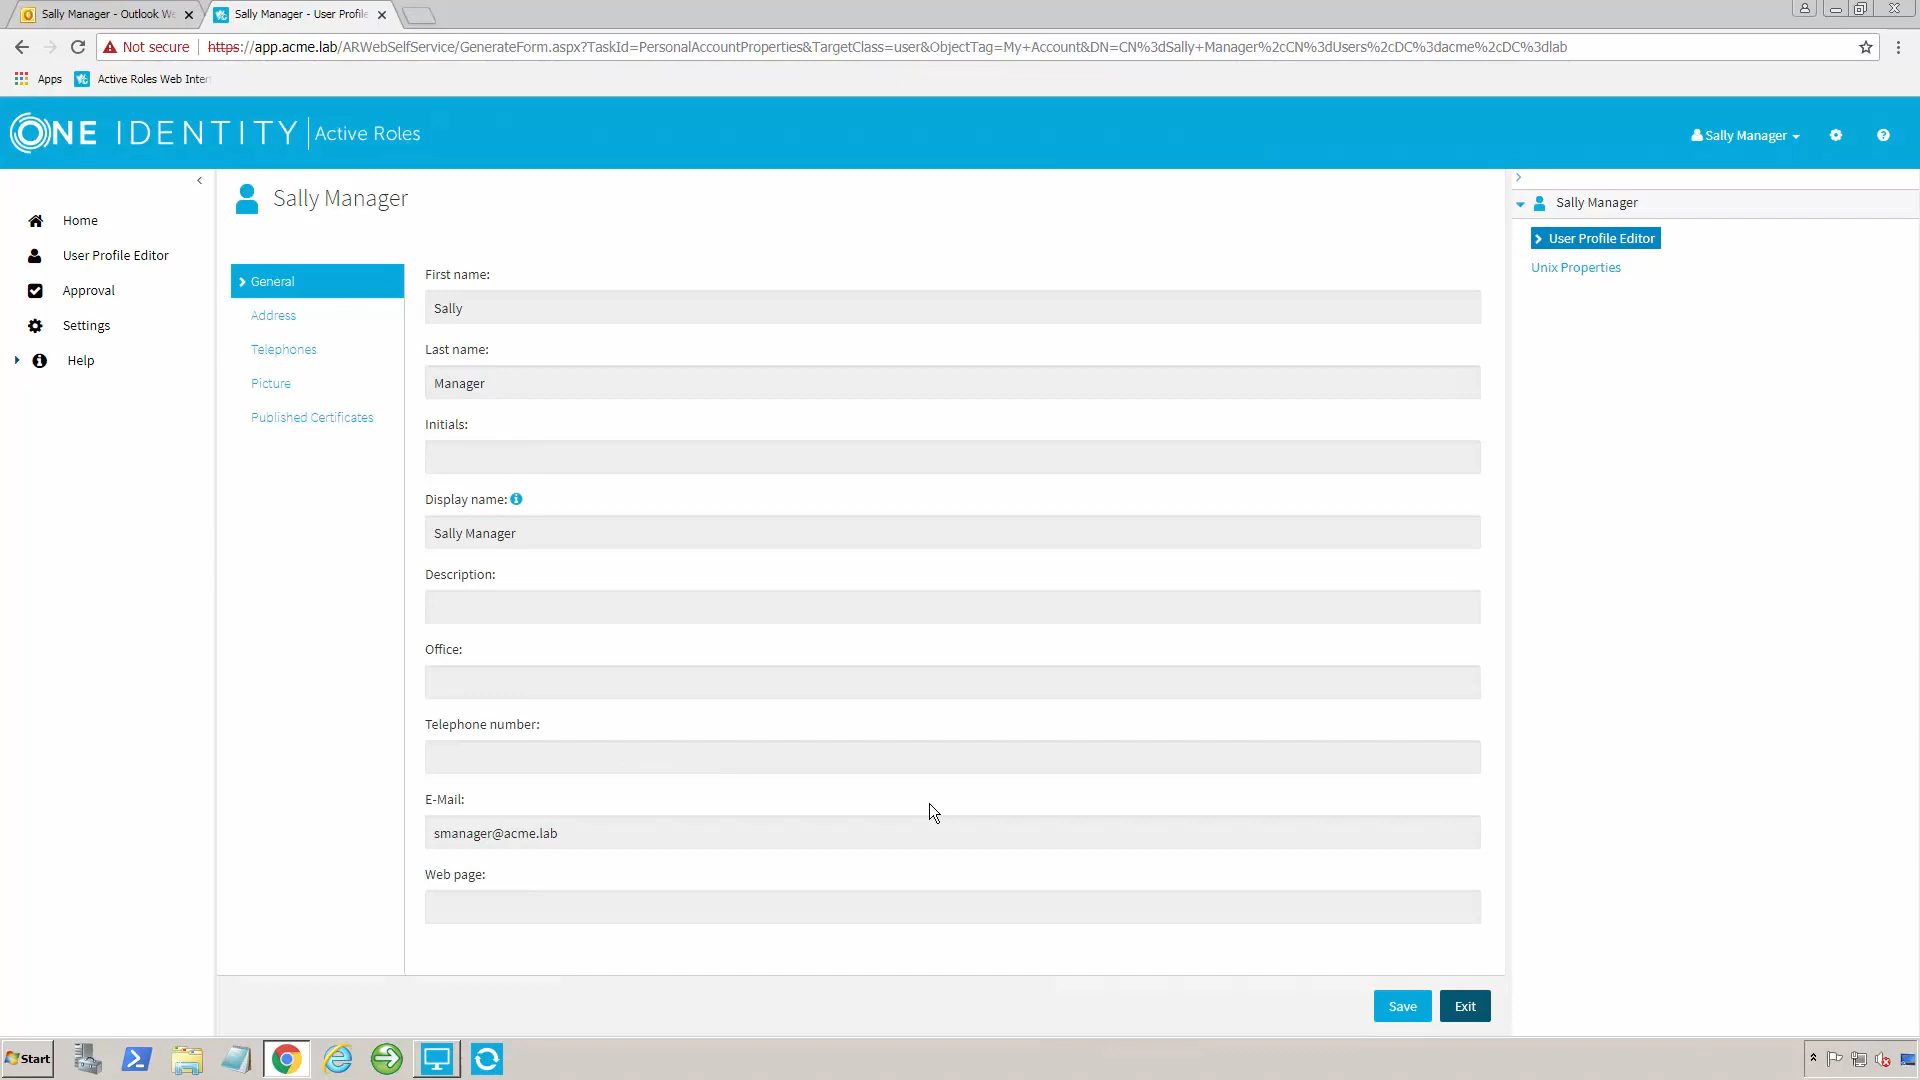 Sally Manager - Outlook We
Sally Manager - User Profile
Not secure
https://app.acme.lab/ARWebSelfService/GenerateForm.aspx?TaskId=PersonalAccountProperties&TargetClass=user&ObjectTag=My+Account&DN=CN%3dSally+Manager%2cCN%3dUsers%2cDC%3dacme%2cDC%3dlab
Apps
Active Roles Web Inter
ONE IDENTITY
Active Roles
Sally Manager
Home
User Profile Editor
Approval
Settings
Help
Sally Manager
General
Address
Telephones
Picture
Published Certificates
First name:
Sally
Last name:
Manager
Initials:
Display name:
Sally Manager
Description:
Office:
Telephone number:
E-Mail:
smanager@acme.lab
Web page:
Save
Exit
Sally Manager
User Profile Editor
Unix Properties
Start